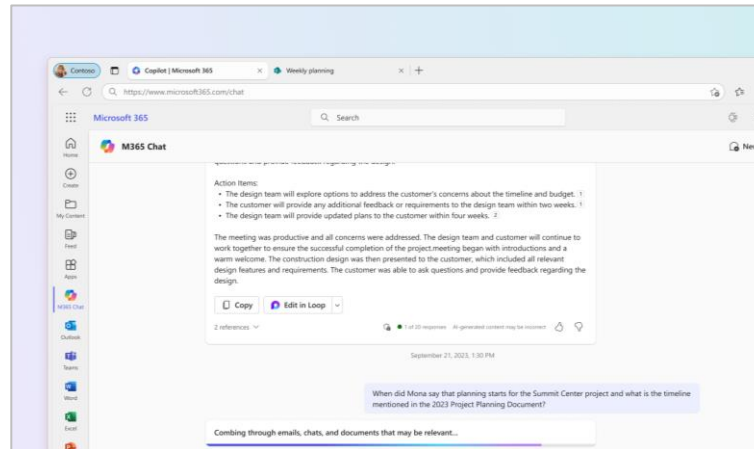 Contoso
Copilot | Microsoft 365
Weekly planning
https://www.microsoft365.com/chat
Microsoft 365
Search
M365 Chat
New
Home
Create
My Content
Feed
Apps
M365 Chat
Outlook
Teams
Word
Excel
questions and provide feedback regarding the design.
Action Items:
• The design team will explore options to address the customer's concerns about the timeline and budget. 1
• The customer will provide any additional feedback or requirements to the design team within two weeks. 1
• The design team will provide updated plans to the customer within four weeks. 2
The meeting was productive and all concerns were addressed. The design team and customer will continue to
work together to ensure the successful completion of the project.meeting began with introductions and a
warm welcome. The construction design was then presented to the customer, which included all relevant
design features and requirements. The customer was able to ask questions and provide feedback regarding the
design.
Copy
Edit in Loop
2 references
1 of 30 responses AI-generated content may be incorrect
September 21, 2023, 1:30 PM
When did Mona say that planning starts for the Summit Center project and what is the timeline
mentioned in the 2023 Project Planning Document?
Combing through emails, chats, and documents that may be relevant...